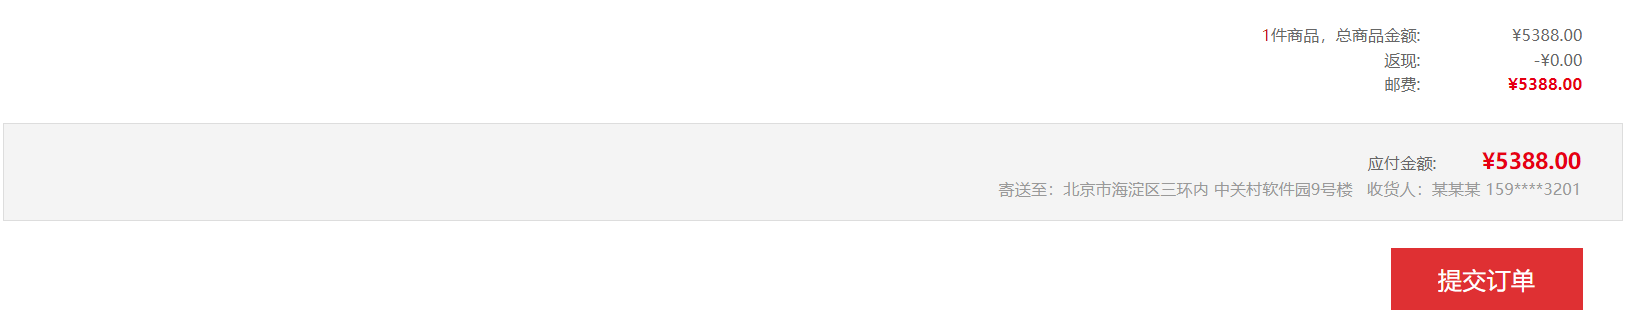 1件商品，总商品金额: ¥5388.00
返现: -¥0.00
邮费: ¥5388.00
应付金额: ¥5388.00
寄送至：北京市海淀区三环内 中关村软件园9号楼 收货人：某某某 159****3201
提交订单